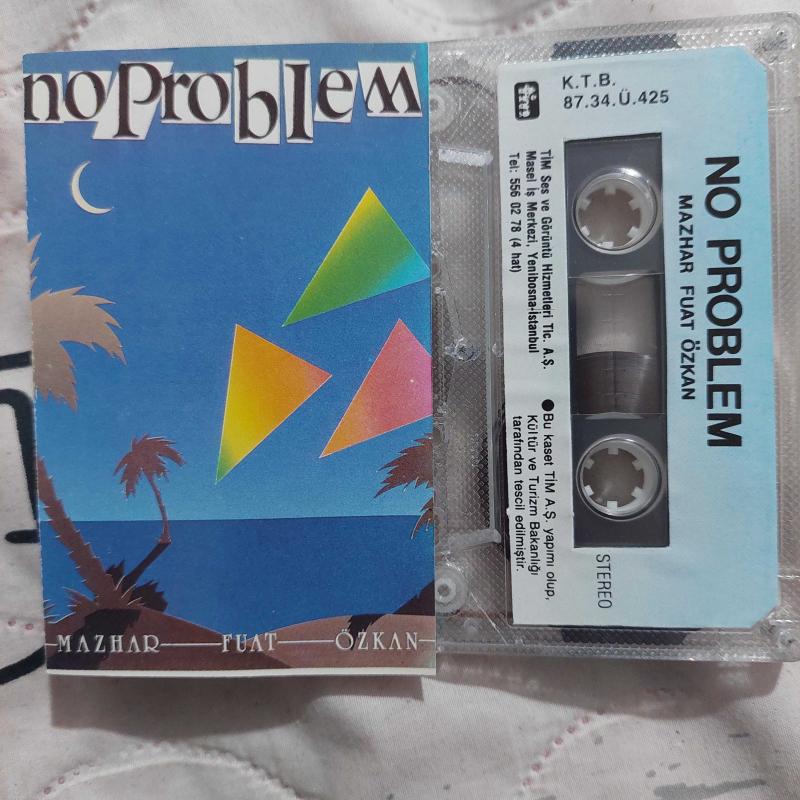 noproblem
MAZHAR FUAT ÖZKAN
K.T.B.
87.34.Ü.425
NO PROBLEM
MAZHAR FUAT ÖZKAN
TİM Ses ve Görüntü Hizmetleri Tic. A.Ş.
Masel İş Merkezi, Yenibosna-İstanbul
Tel: 556 02 78 (4 hat)
●Bu kaset TİM A.Ş. yapımı olup,
Kültür ve Turizm Bakanlığı
tarafından tescil edilmiştir.
STEREO